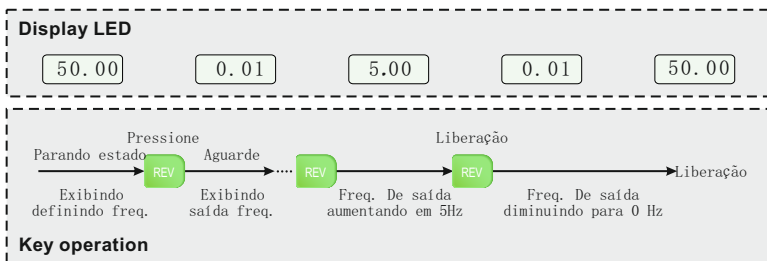 Display LED
50.00 0.01 5.00 0.01 50.00
Pressione Liberação
Parando estado REV Aguarde REV REV Liberação
Exibindo Exibindo Freq. De saída Freq. De saída
definindo freq. saída freq. aumentando em 5Hz diminuindo para 0 Hz
Key operation